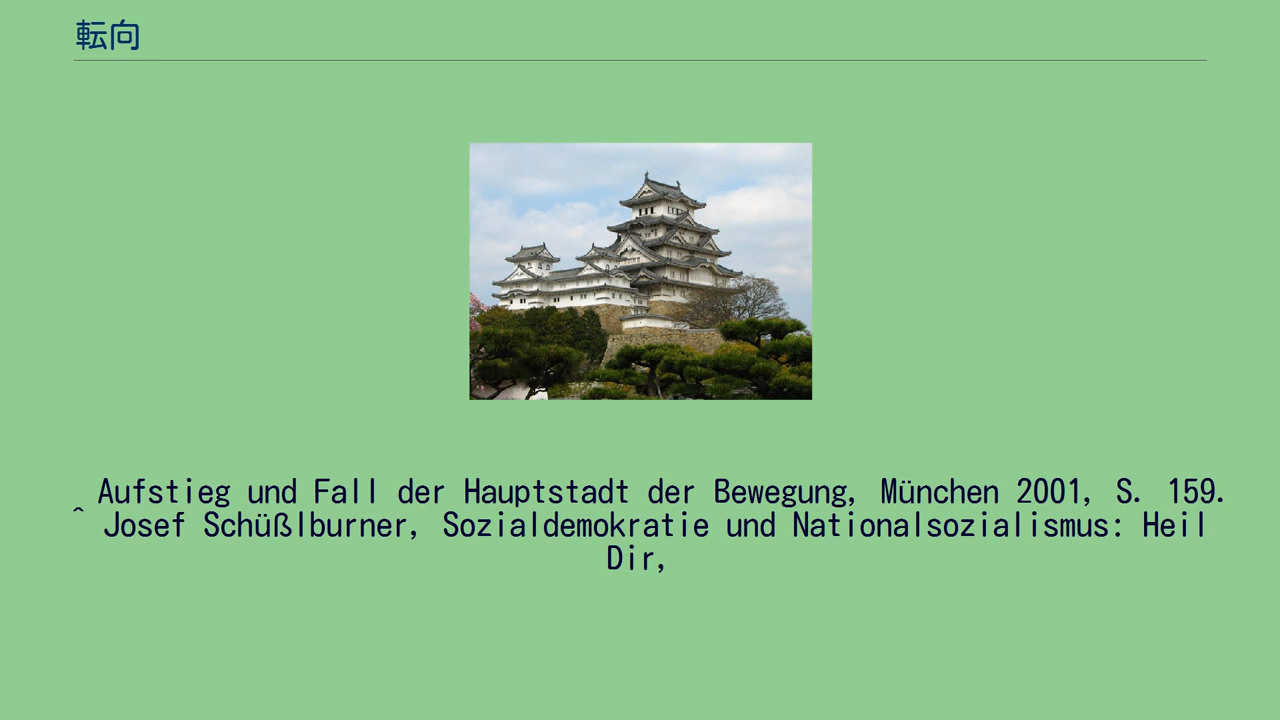 転向
Aufstieg und Fall der Hauptstadt der Bewegung, München 2001, S. 159.
^ Josef Schüßlburner, Sozialdemokratie und Nationalsozialismus: Heil
Dir,